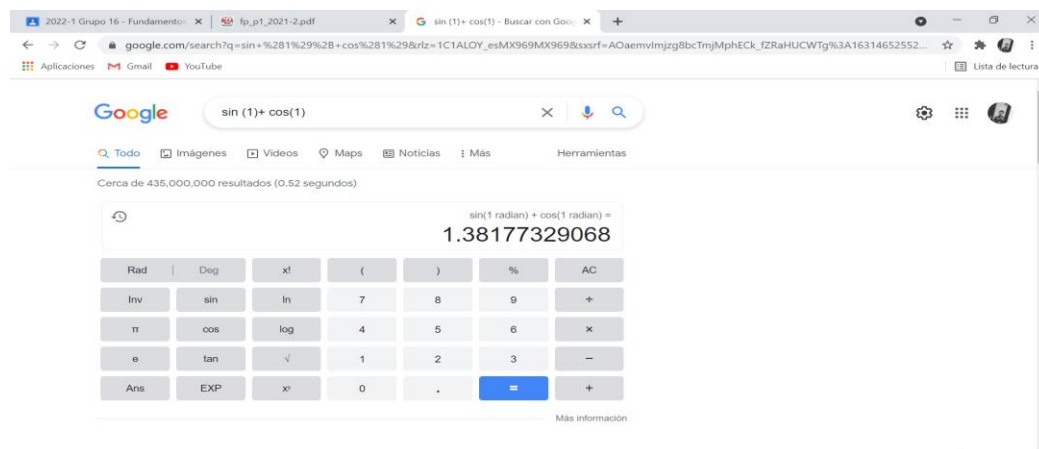 2022-1 Grupo 16 - Fundamentos
fp_p1_2021-2.pdf
sin (1)+ cos(1) - Buscar con Goog
google.com/search?q=sin+%281%29%2B+cos%281%29&rlz=1C1ALOY_esMX969MX969&sxsrf=AOaemvImjzg8bcTmjMphECk_fZRaHUCWTg%3A16314652552...
Aplicaciones Gmail YouTube Lista de lectura
Google sin (1)+ cos(1)
Todo Imágenes Videos Maps Noticias Más Herramientas
Cerca de 435,000,000 resultados (0.52 segundos)
sin(1 radian) + cos(1 radian) =
1.38177329068
Rad | Deg x! ( ) % AC
Inv sin ln 7 8 9 ÷
π cos log 4 5 6 ×
e tan √ 1 2 3 −
Ans EXP xʸ 0 . = +
Más información